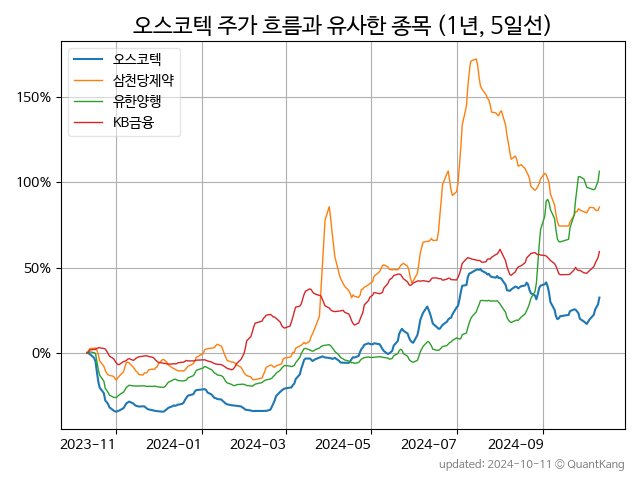 오스코텍 주가 흐름과 유사한 종목 (1년, 5일선)
오스코텍
삼천당제약
유한양행
KB금융
150%
100%
50%
0%
2023-11 2024-01 2024-03 2024-05 2024-07 2024-09
updated: 2024-10-11 © QuantKang